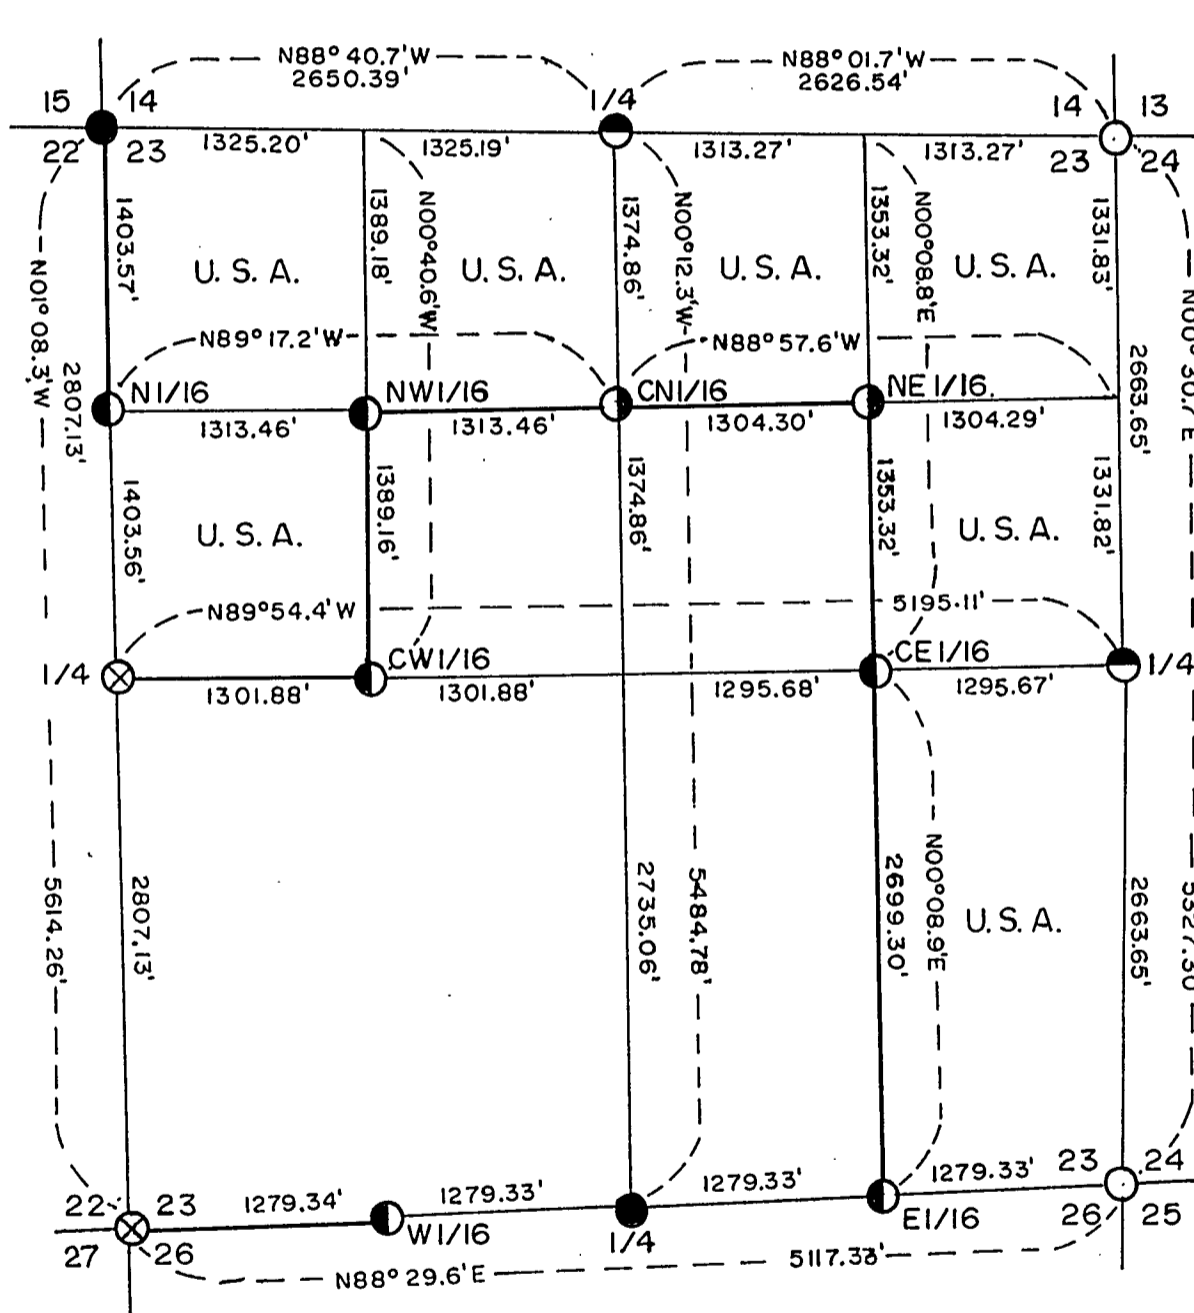 N88°40.7'W
2650.39'
N88°01.7'W
2626.54'
15 14
1/4
14 13
22 23
1325.20'
1325.19'
1313.27'
1313.27'
23 24
1403.57'
1389.18'
N00°40.6'W
1374.86'
N00°12.3'W
1353.32'
N00°08.8'E
1331.83'
U.S.A.
U.S.A.
U.S.A.
U.S.A.
N01°08.3'W
2807.13'
N89°17.2'W
N88°57.6'W
2663.65'
N00°30.7'E
N1/16
NW1/16
CN1/16
NE1/16
1313.46'
1313.46'
1304.30'
1304.29'
1403.56'
1389.16'
1374.86'
1353.32'
1331.82'
U.S.A.
U.S.A.
N89°54.4'W
5195.11'
1/4
CW1/16
CE1/16
1/4
1301.88'
1301.88'
1295.68'
1295.67'
5614.26'
2807.13'
2735.06'
5484.78'
2699.30'
N00°08.9'E
U.S.A.
2663.65'
5327.30'
22 23
1279.34'
1279.33'
1279.33'
1279.33'
23 24
27 26
W1/16
1/4
E1/16
26 25
N88°29.6'E
5117.33'